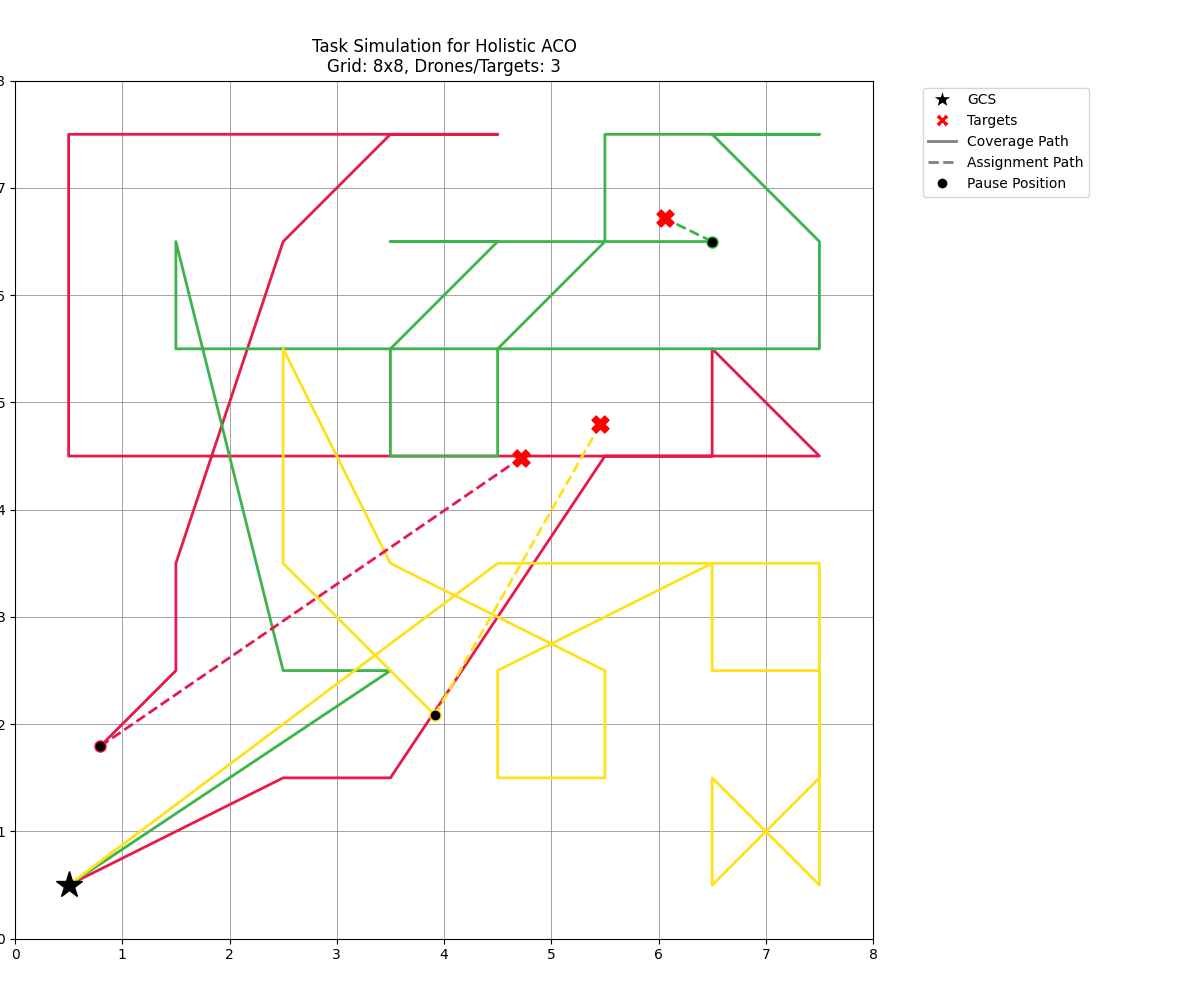 Task Simulation for Holistic ACO
Grid: 8x8, Drones/Targets: 3
GCS
Targets
Coverage Path
Assignment Path
Pause Position
8
7
6
5
4
3
2
1
0
0 1 2 3 4 5 6 7 8